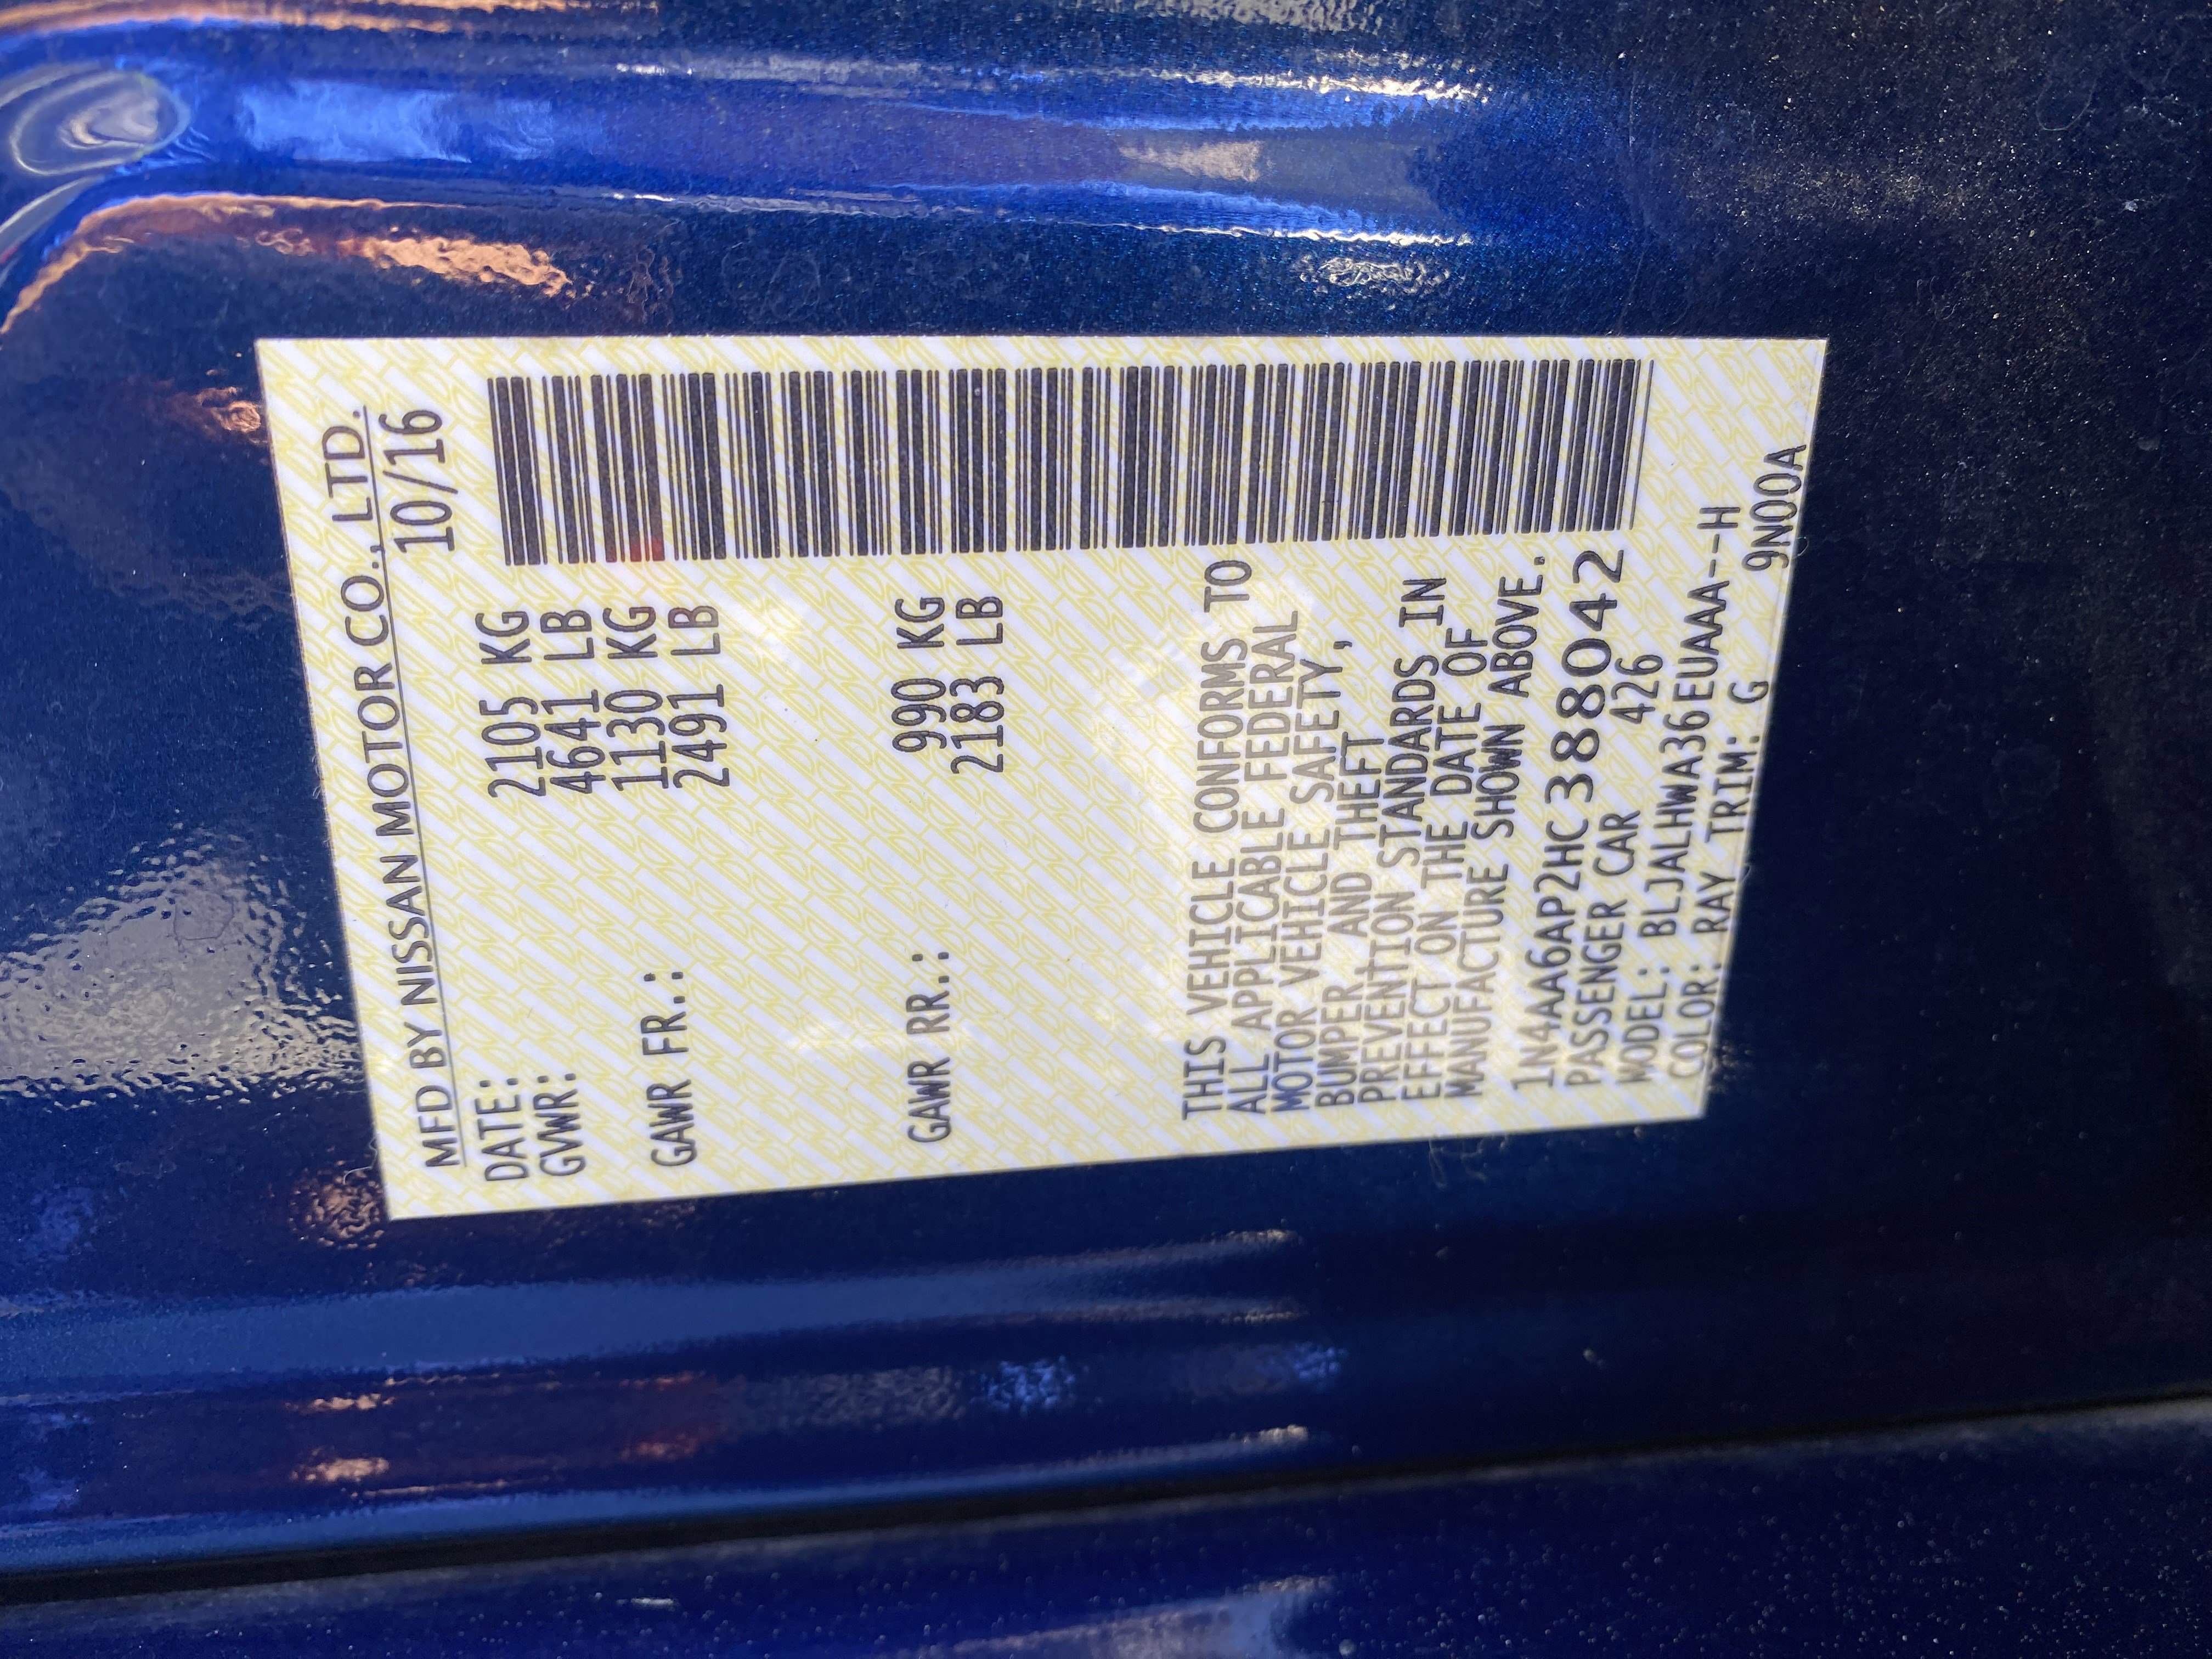 MFD BY NISSAN MOTOR CO., LTD.
DATE: 10/16
GVWR: 2105 KG
4641 LB
GAWR FR.: 1130 KG
2491 LB
GAWR RR.: 990 KG
2183 LB
THIS VEHICLE CONFORMS TO
ALL APPLICABLE FEDERAL
MOTOR VEHICLE SAFETY,
BUMPER, AND THEFT
PREVENTION STANDARDS IN
EFFECT ON THE DATE OF
MANUFACTURE SHOWN ABOVE.
1N4AA6AP2HC388042
PASSENGER CAR 426
MODEL: BLJALHWA36EUAAA--H
COLOR: RAY TRIM: G
9N00A